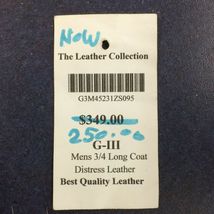 NOW
The Leather Collection
G3M45231ZS095
$349.00
250.00
G-III
Mens 3/4 Long Coat
Distress Leather
Best Quality Leather